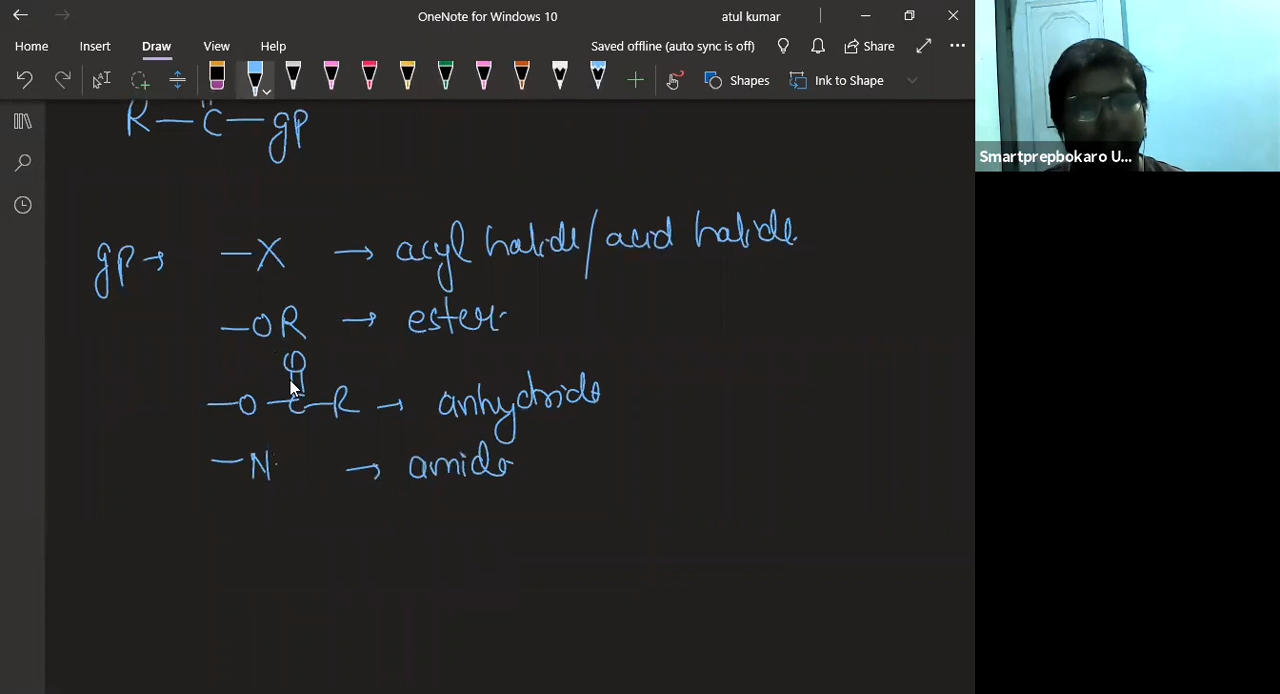 OneNote for Windows 10
atul kumar
Home Insert Draw View Help
Saved offline (auto sync is off)
Share
Shapes
Ink to Shape
Smartprepbokaro U...
R—C—gp
gp→ —X → acyl halide/acid halide
—OR → ester
O
—O—C—R → anhydride
—N → amide